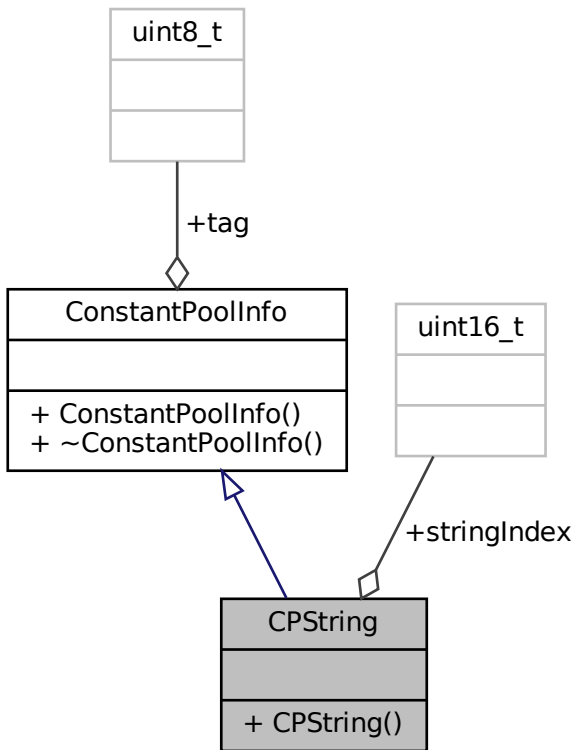 uint8_t
+tag
ConstantPoolInfo
+ ConstantPoolInfo()
+ ~ConstantPoolInfo()
uint16_t
+stringIndex
CPString
+ CPString()